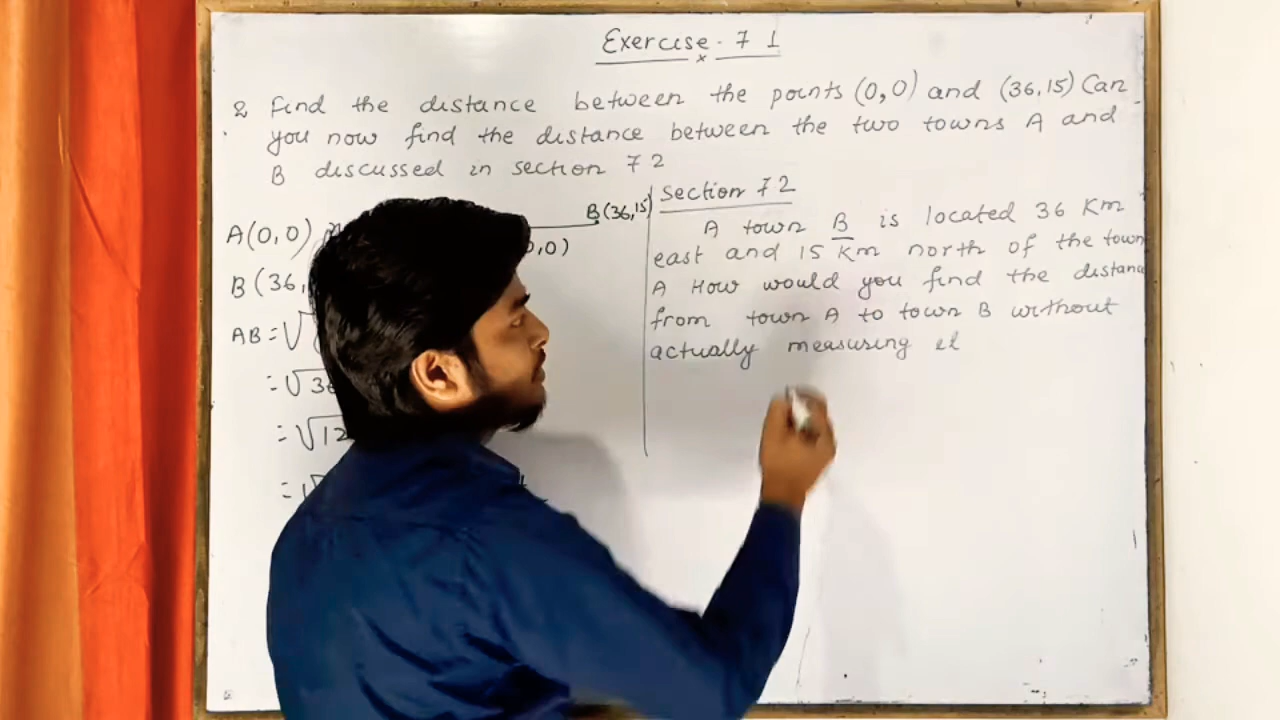 Exercise. 7 1
x
2 Find the distance between the points (0,0) and (36,15) Can
you now find the distance between the two towns A and
B discussed in section 7 2
Section 7 2
A town B is located 36 Km
east and 15 Km north of the town
A How would you find the distance
from town A to town B without
actually measuring it
B(36,15)
A(0,0)
,0)
B(36,
AB=√
=√36
=√12
=√